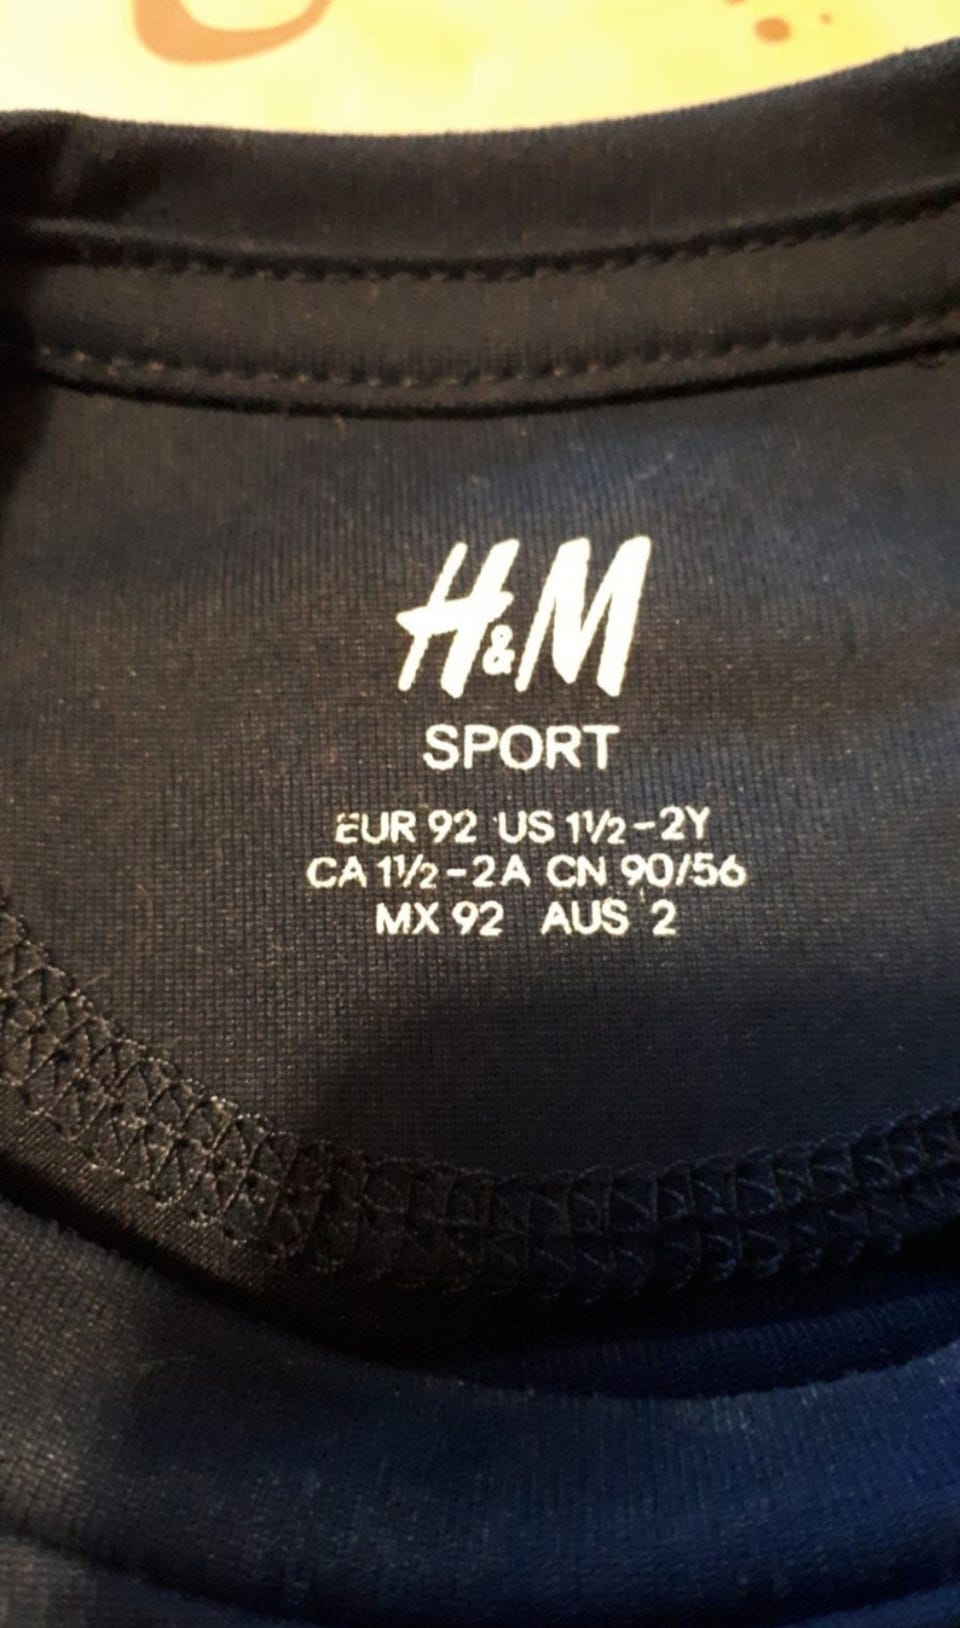 H&M
SPORT
EUR 92 US 1½-2Y
CA 1½-2A CN 90/56
MX 92 AUS 2